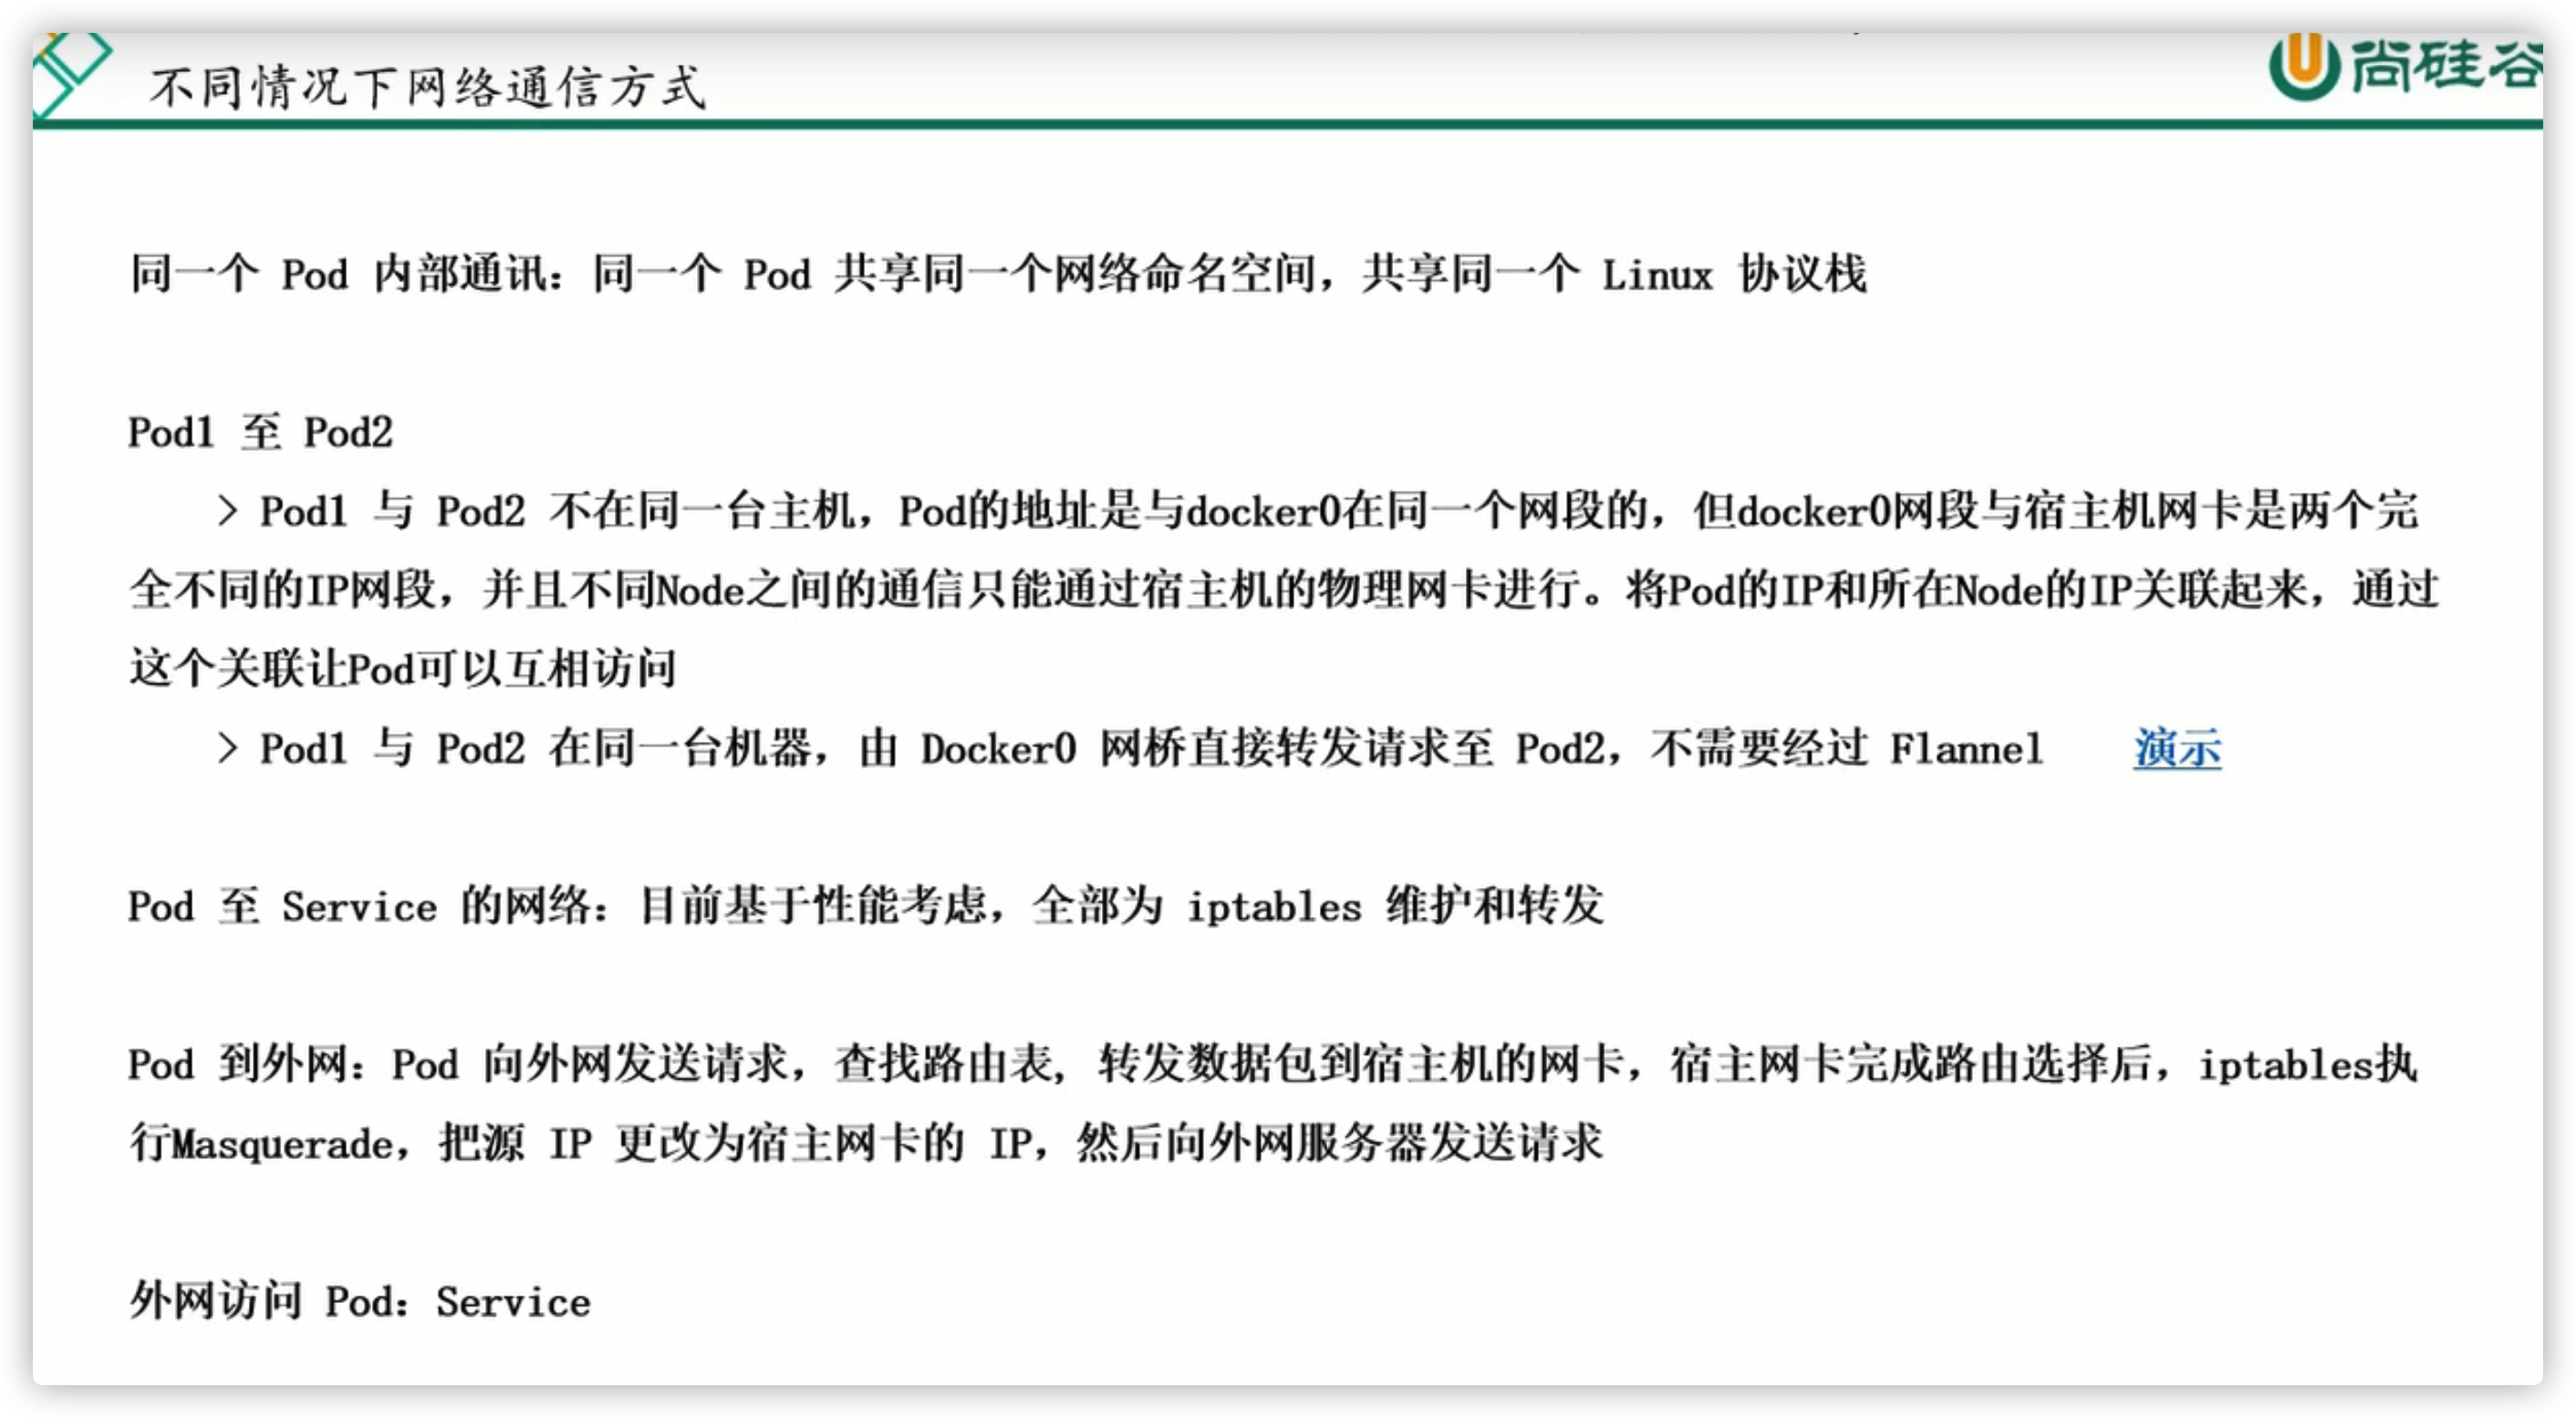 不同情况下网络通信方式
尚硅谷
同一个 Pod 内部通讯：同一个 Pod 共享同一个网络命名空间，共享同一个 Linux 协议栈
Pod1 至 Pod2
> Pod1 与 Pod2 不在同一台主机，Pod的地址是与docker0在同一个网段的，但docker0网段与宿主机网卡是两个完
全不同的IP网段，并且不同Node之间的通信只能通过宿主机的物理网卡进行。将Pod的IP和所在Node的IP关联起来，通过
这个关联让Pod可以互相访问
> Pod1 与 Pod2 在同一台机器，由 Docker0 网桥直接转发请求至 Pod2，不需要经过 Flannel 演示
Pod 至 Service 的网络：目前基于性能考虑，全部为 iptables 维护和转发
Pod 到外网：Pod 向外网发送请求，查找路由表, 转发数据包到宿主机的网卡，宿主网卡完成路由选择后，iptables执
行Masquerade，把源 IP 更改为宿主网卡的 IP，然后向外网服务器发送请求
外网访问 Pod：Service